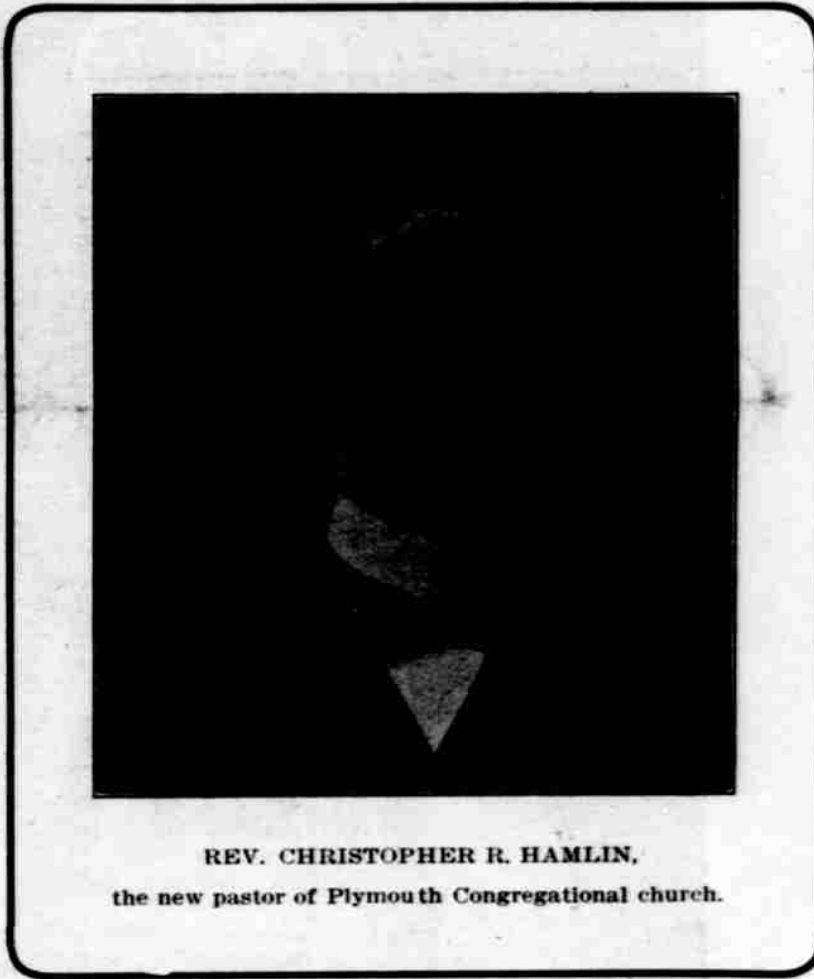 REV. CHRISTOPHER R. HAMLIN,
the new pastor of Plymouth Congregational church.